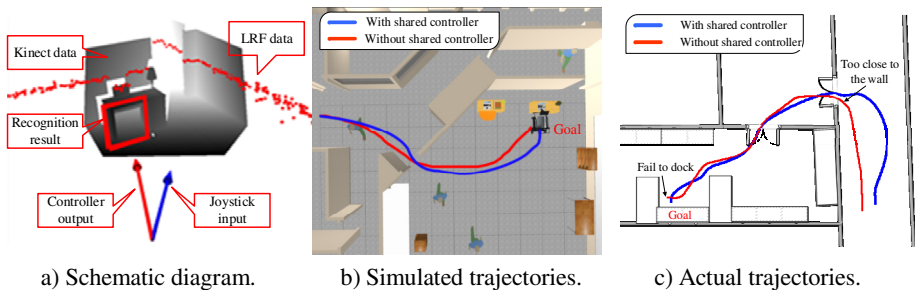 Kinect data
LRF data
Recognition
result
Controller
output
Joystick
input
a) Schematic diagram.
With shared controller
Without shared controller
Goal
b) Simulated trajectories.
With shared controller
Without shared controller
Too close to
the wall
Fail to dock
Goal
c) Actual trajectories.